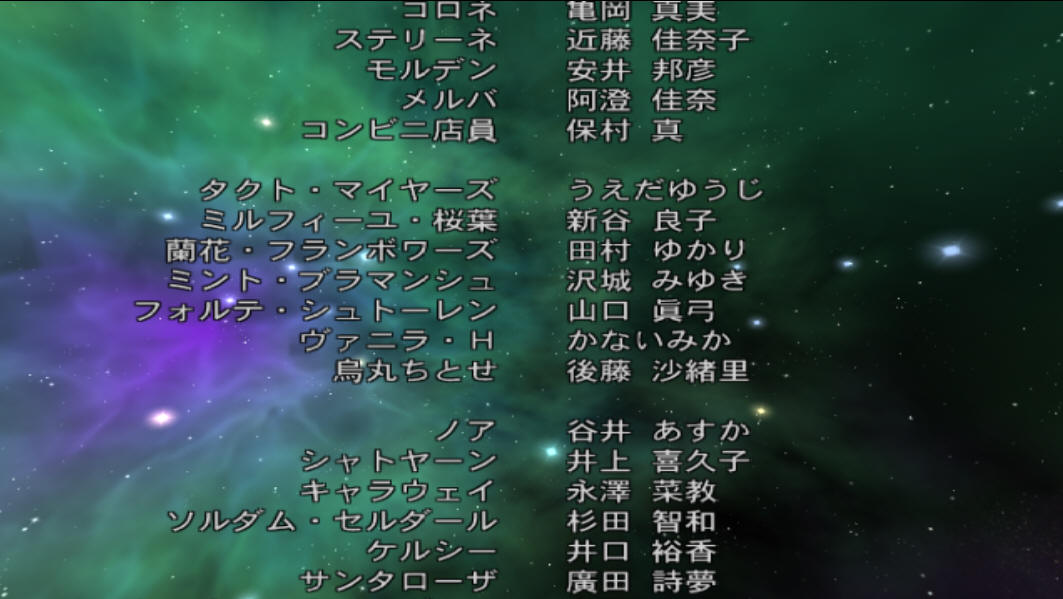 コロネ 亀岡 真美
ステリーネ 近藤 佳奈子
モルデン 安井 邦彦
メルバ 阿澄 佳奈
コンビニ店員 保村 真
タクト・マイヤーズ うえだゆうじ
ミルフィーユ・桜葉 新谷 良子
蘭花・フランボワーズ 田村 ゆかり
ミント・ブラマンシュ 沢城 みゆき
フォルテ・シュトーレン 山口 眞弓
ヴァニラ・H かないみか
烏丸ちとせ 後藤 沙緒里
ノア 谷井 あすか
シャトヤーン 井上 喜久子
キャラウェイ 永澤 菜教
ソルダム・セルダール 杉田 智和
ケルシー 井口 裕香
サンタローザ 廣田 詩夢